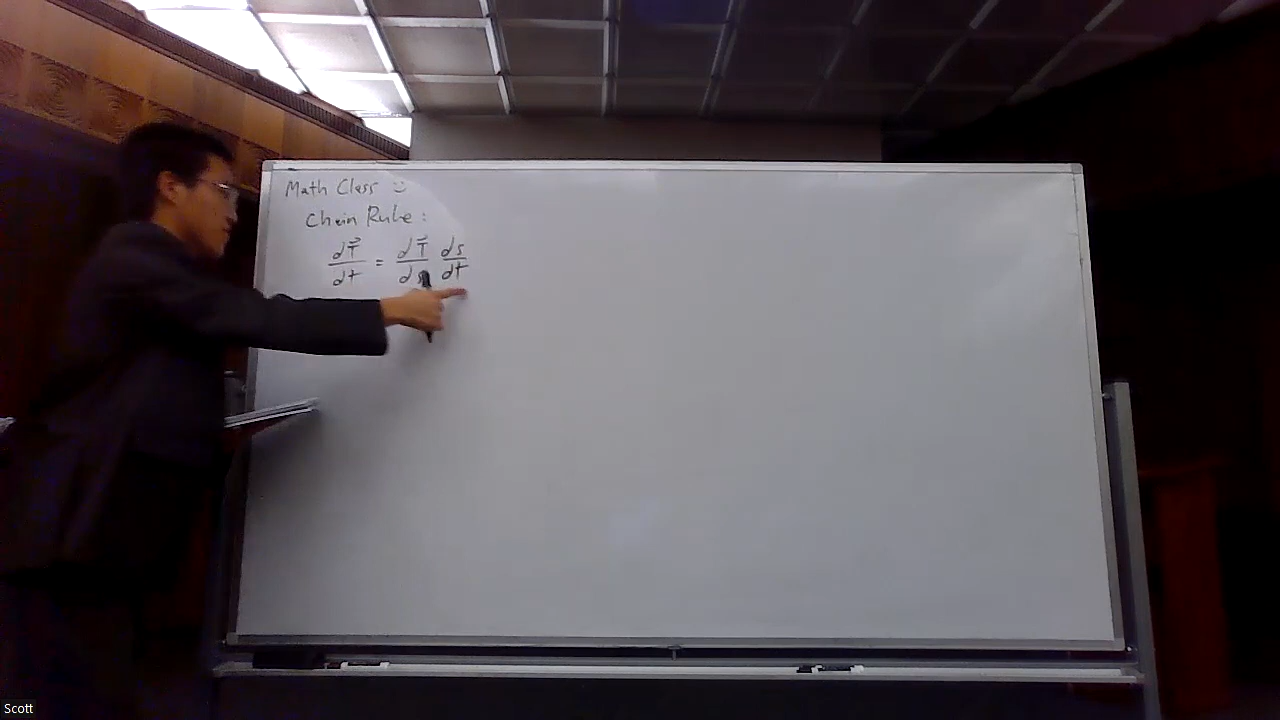 Math Class ☺
Chain Rule:
dT⃗/dt = dT⃗/ds ds/dt
Scott